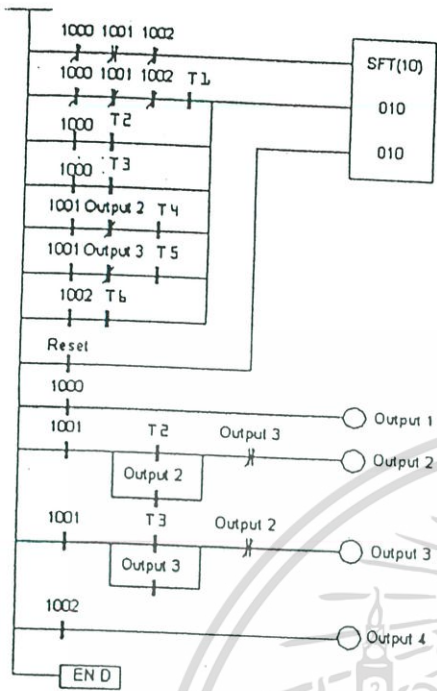 1000 1001 1002
SFT(10)
1000 1001 1002 T1
010
1000 T2
010
1000 T3
1001 Output 2 T4
1001 Output 3 T5
1002 T6
Reset
1000
Output 1
1001 T2 Output 3
Output 2
Output 2
1001 T3 Output 2
Output 3
Output 3
1002
Output 4
END